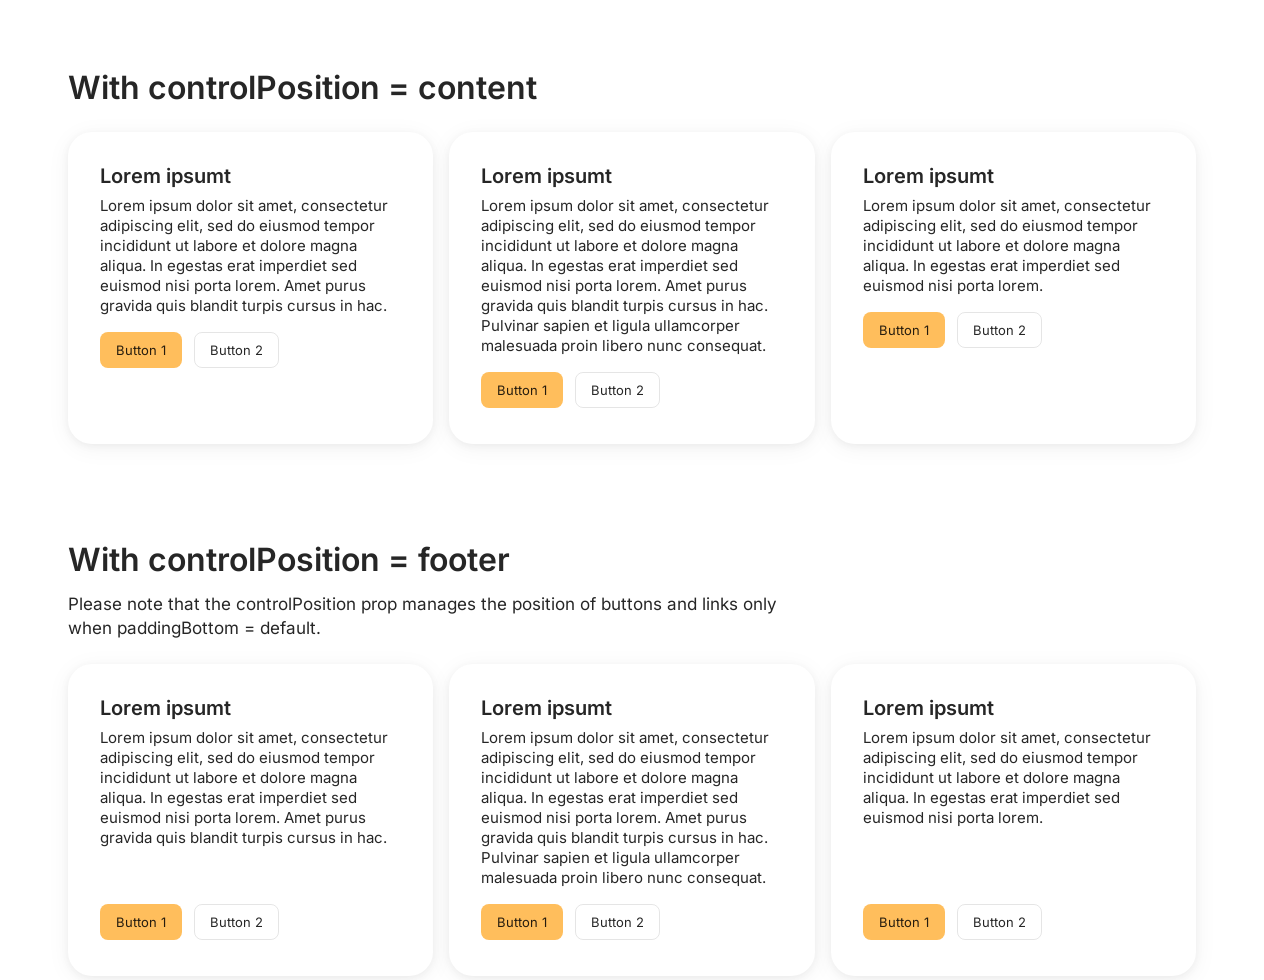 With controlPosition = content
Lorem ipsumt
Lorem ipsum dolor sit amet, consectetur
adipiscing elit, sed do eiusmod tempor
incididunt ut labore et dolore magna
aliqua. In egestas erat imperdiet sed
euismod nisi porta lorem. Amet purus
gravida quis blandit turpis cursus in hac.
Button 1
Button 2
Lorem ipsumt
Lorem ipsum dolor sit amet, consectetur
adipiscing elit, sed do eiusmod tempor
incididunt ut labore et dolore magna
aliqua. In egestas erat imperdiet sed
euismod nisi porta lorem. Amet purus
gravida quis blandit turpis cursus in hac.
Pulvinar sapien et ligula ullamcorper
malesuada proin libero nunc consequat.
Button 1
Button 2
Lorem ipsumt
Lorem ipsum dolor sit amet, consectetur
adipiscing elit, sed do eiusmod tempor
incididunt ut labore et dolore magna
aliqua. In egestas erat imperdiet sed
euismod nisi porta lorem.
Button 1
Button 2
With controlPosition = footer
Please note that the controlPosition prop manages the position of buttons and links only
when paddingBottom = default.
Lorem ipsumt
Lorem ipsum dolor sit amet, consectetur
adipiscing elit, sed do eiusmod tempor
incididunt ut labore et dolore magna
aliqua. In egestas erat imperdiet sed
euismod nisi porta lorem. Amet purus
gravida quis blandit turpis cursus in hac.
Button 1
Button 2
Lorem ipsumt
Lorem ipsum dolor sit amet, consectetur
adipiscing elit, sed do eiusmod tempor
incididunt ut labore et dolore magna
aliqua. In egestas erat imperdiet sed
euismod nisi porta lorem. Amet purus
gravida quis blandit turpis cursus in hac.
Pulvinar sapien et ligula ullamcorper
malesuada proin libero nunc consequat.
Button 1
Button 2
Lorem ipsumt
Lorem ipsum dolor sit amet, consectetur
adipiscing elit, sed do eiusmod tempor
incididunt ut labore et dolore magna
aliqua. In egestas erat imperdiet sed
euismod nisi porta lorem.
Button 1
Button 2